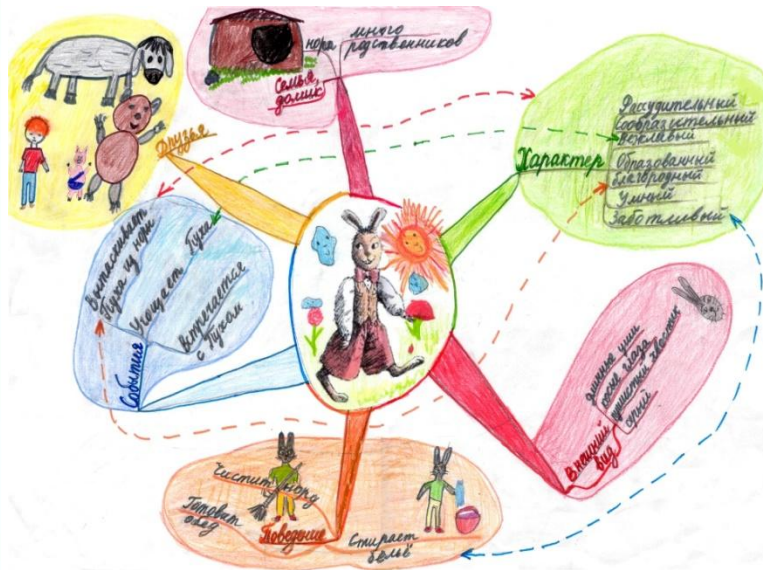 нора
много
родственников
Семья,
домик
Друзья
Характер
Рассудительный
Сообразительный
Вежливый
Образованный
Благородный
Умный
Заботливый
Вытаскивает
Пуха из норы
Угощает Пуха
Встречается
с Пухом
События
длинные уши
косые глаза
пушистый хвостик
серый
Внешний
вид
Чистит нору
Готовит
обед
Поведение
Стирает
бельё